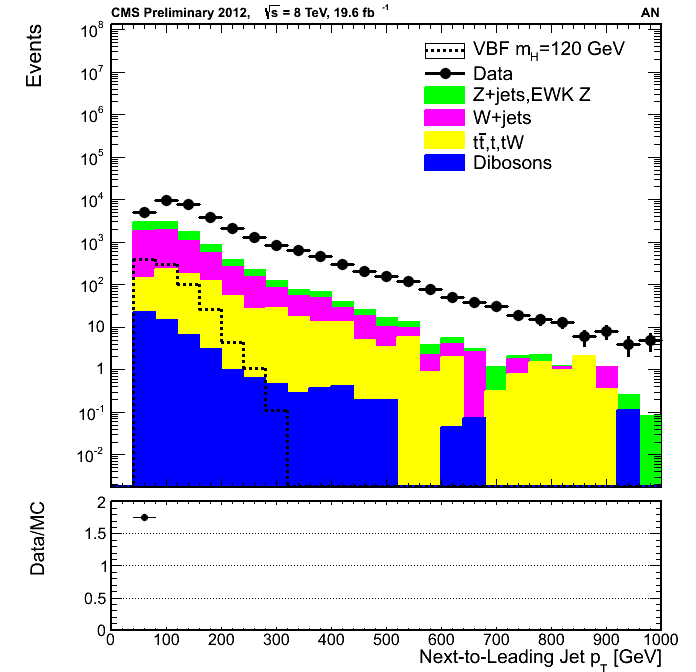 CMS Preliminary 2012, √s = 8 TeV, 19.6 fb⁻¹ AN
Events
10⁸
10⁷
10⁶
10⁵
10⁴
10³
10²
10
1
10⁻¹
10⁻²
VBF m_H=120 GeV
Data
Z+jets,EWK Z
W+jets
tt̄,t,tW
Dibosons
Data/MC
2
1.5
1
0.5
0
0 100 200 300 400 500 600 700 800 900 1000
Next-to-Leading Jet p_T [GeV]